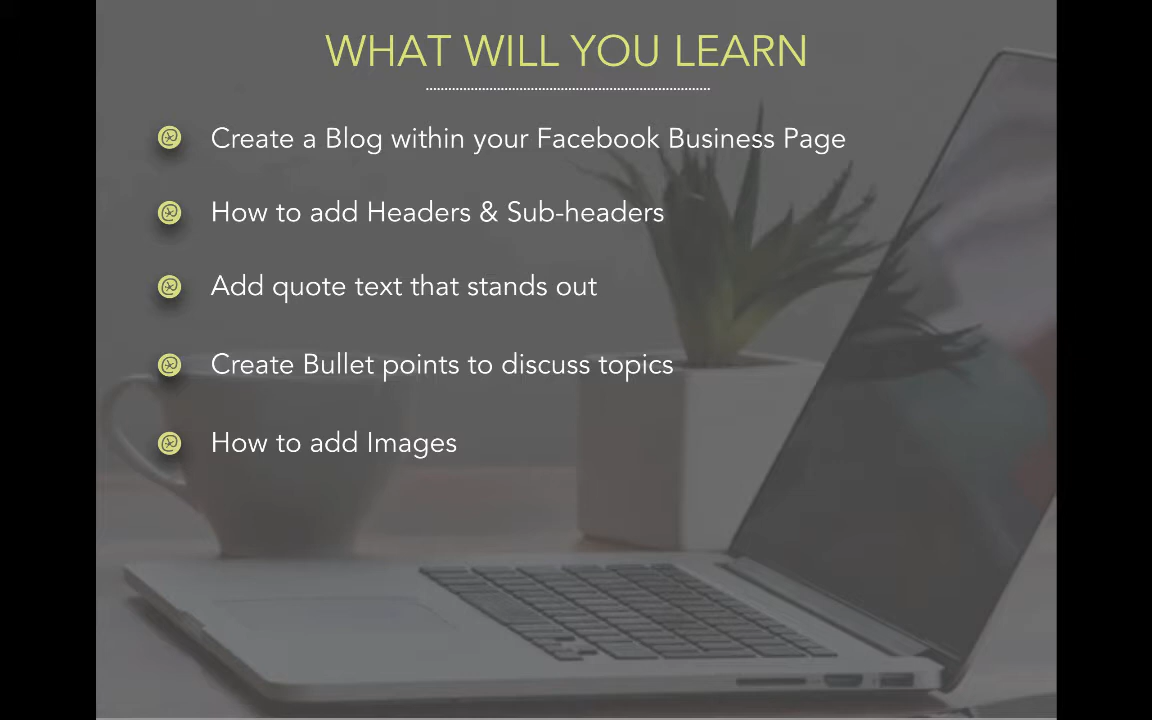 WHAT WILL YOU LEARN
Create a Blog within your Facebook Business Page
How to add Headers & Sub-headers
Add quote text that stands out
Create Bullet points to discuss topics
How to add Images